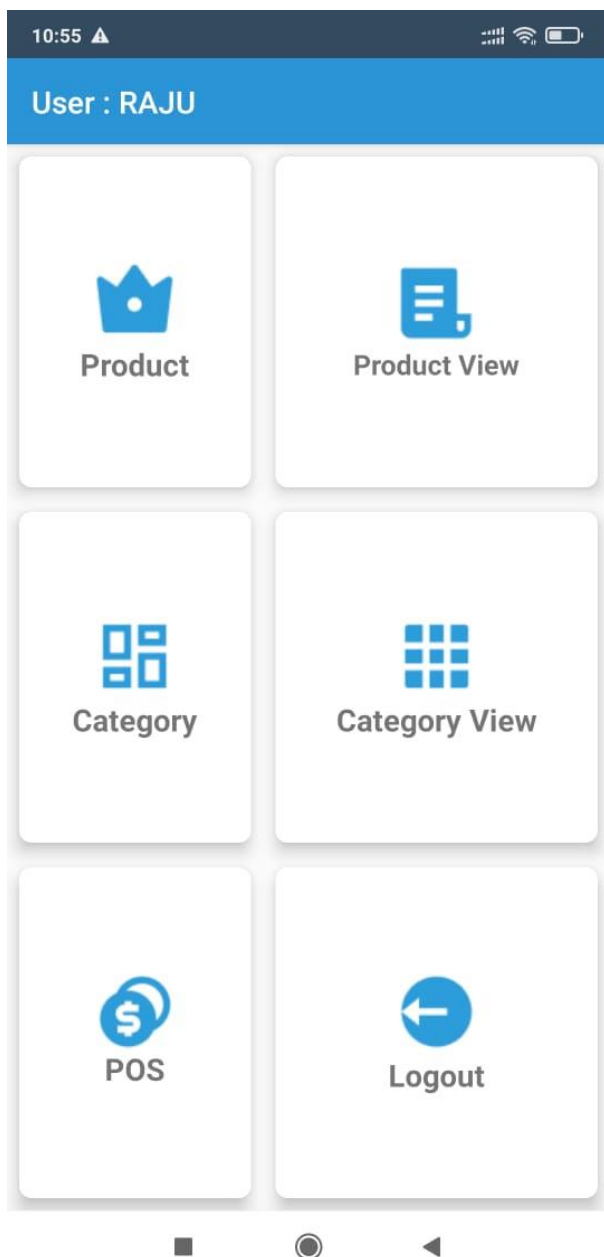 10:55
User : RAJU
Product
Product View
Category
Category View
$
POS
Logout